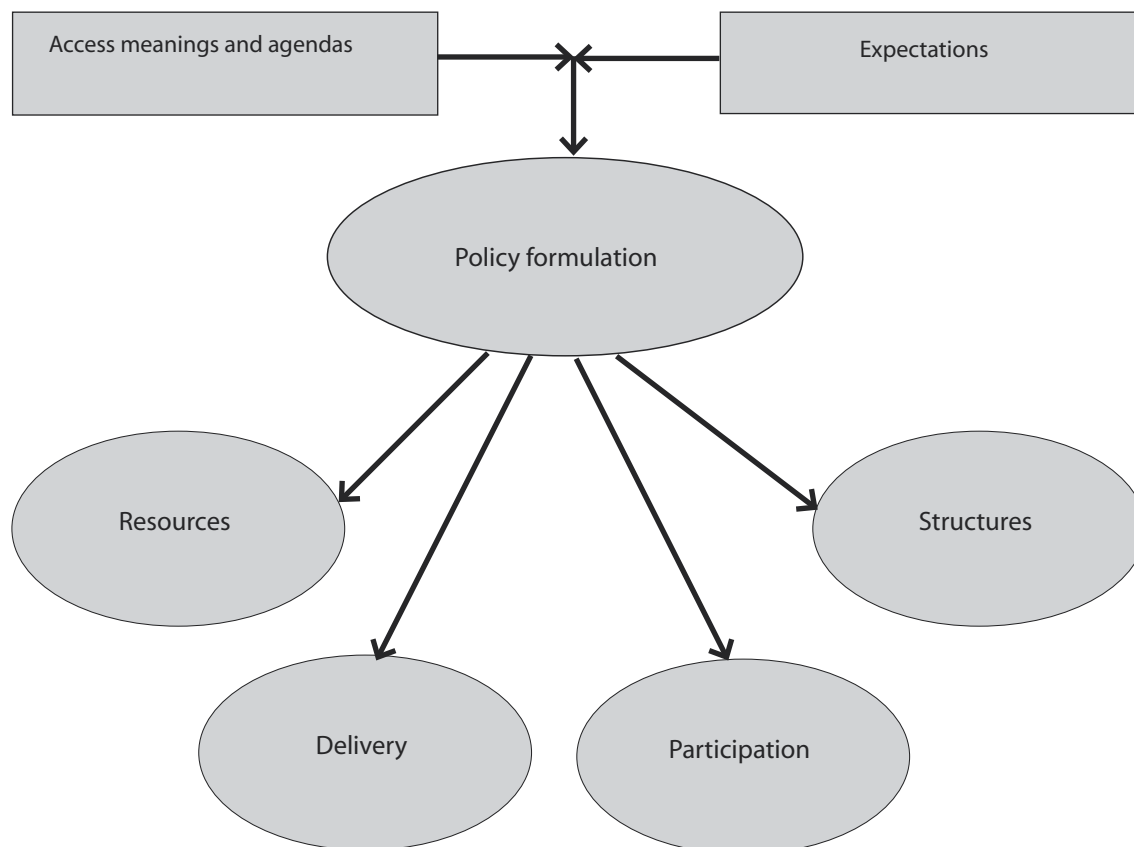 Access meanings and agendas
Expectations
Policy formulation
Resources
Structures
Delivery
Participation